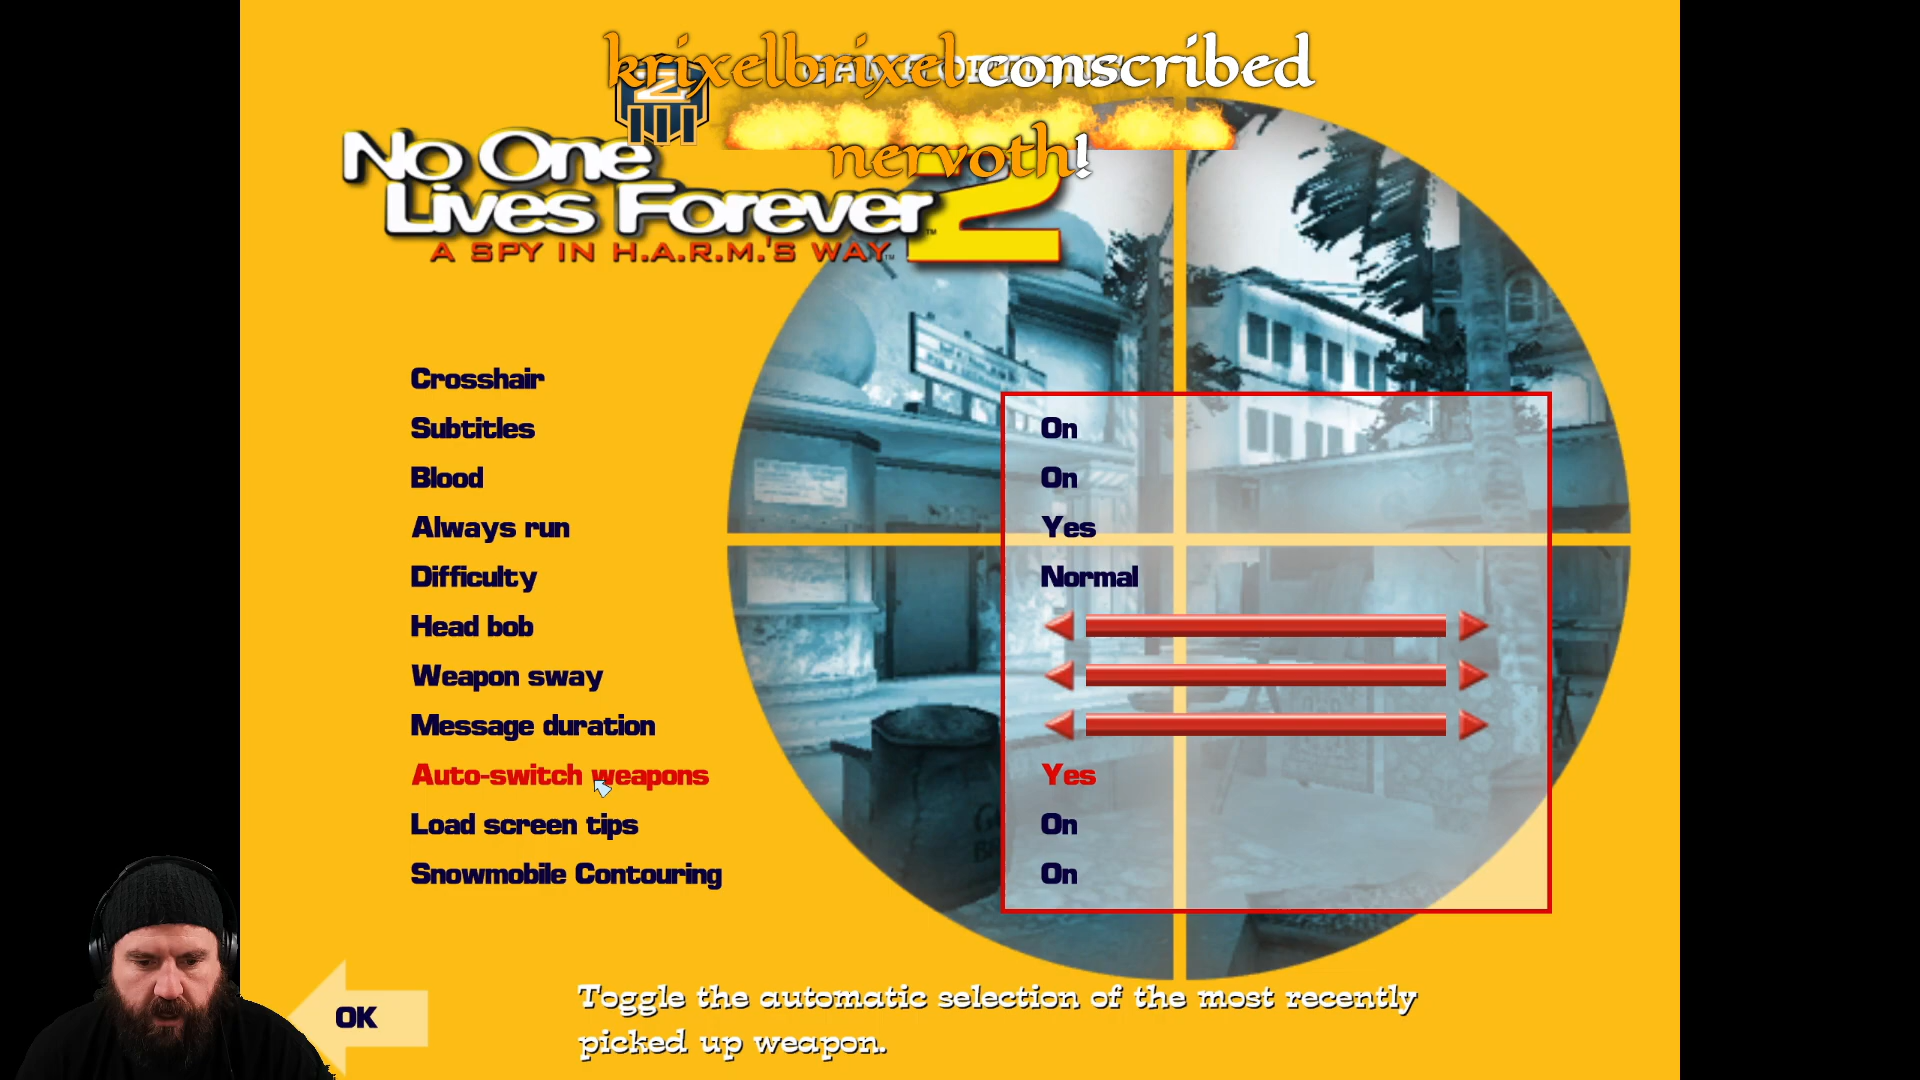 krixelbrixel conscribed
nervoth!
No One
Lives Forever 2
A SPY IN H.A.R.M.'S WAY
Crosshair
Subtitles On
Blood On
Always run Yes
Difficulty Normal
Head bob
Weapon sway
Message duration
Auto-switch weapons Yes
Load screen tips On
Snowmobile Contouring On
OK
Toggle the automatic selection of the most recently
picked up weapon.